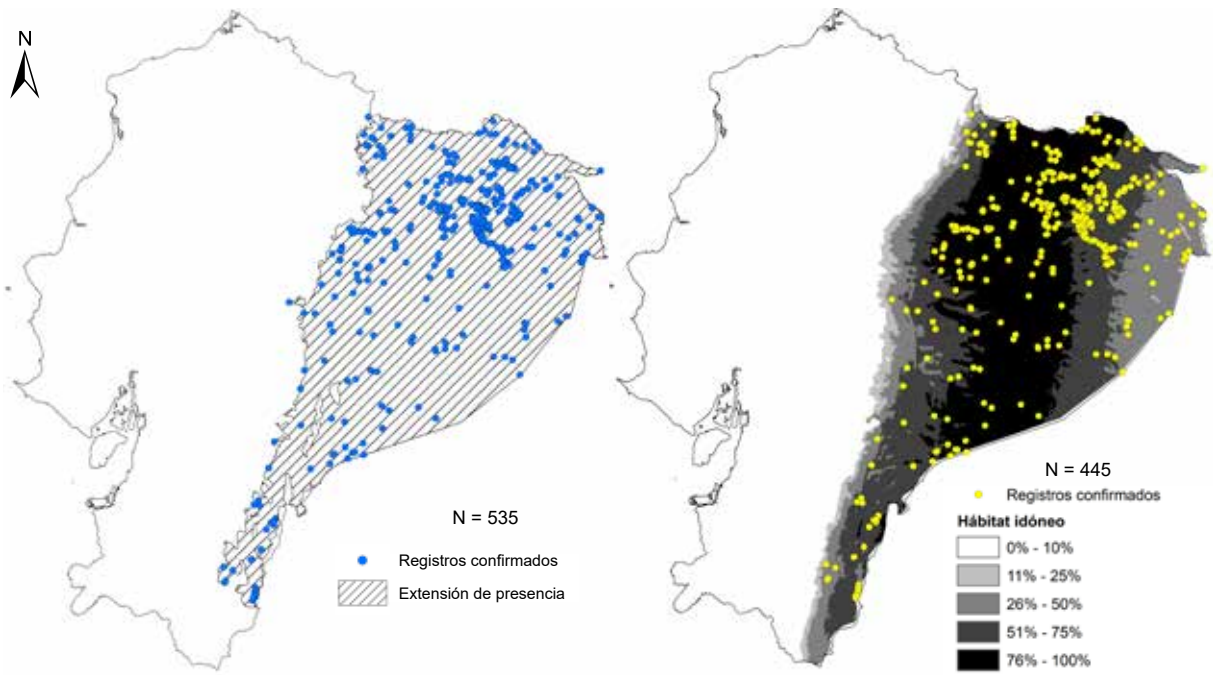 N
N = 535
Registros confirmados
Extensión de presencia
N = 445
Registros confirmados
Hábitat idóneo
0% - 10%
11% - 25%
26% - 50%
51% - 75%
76% - 100%